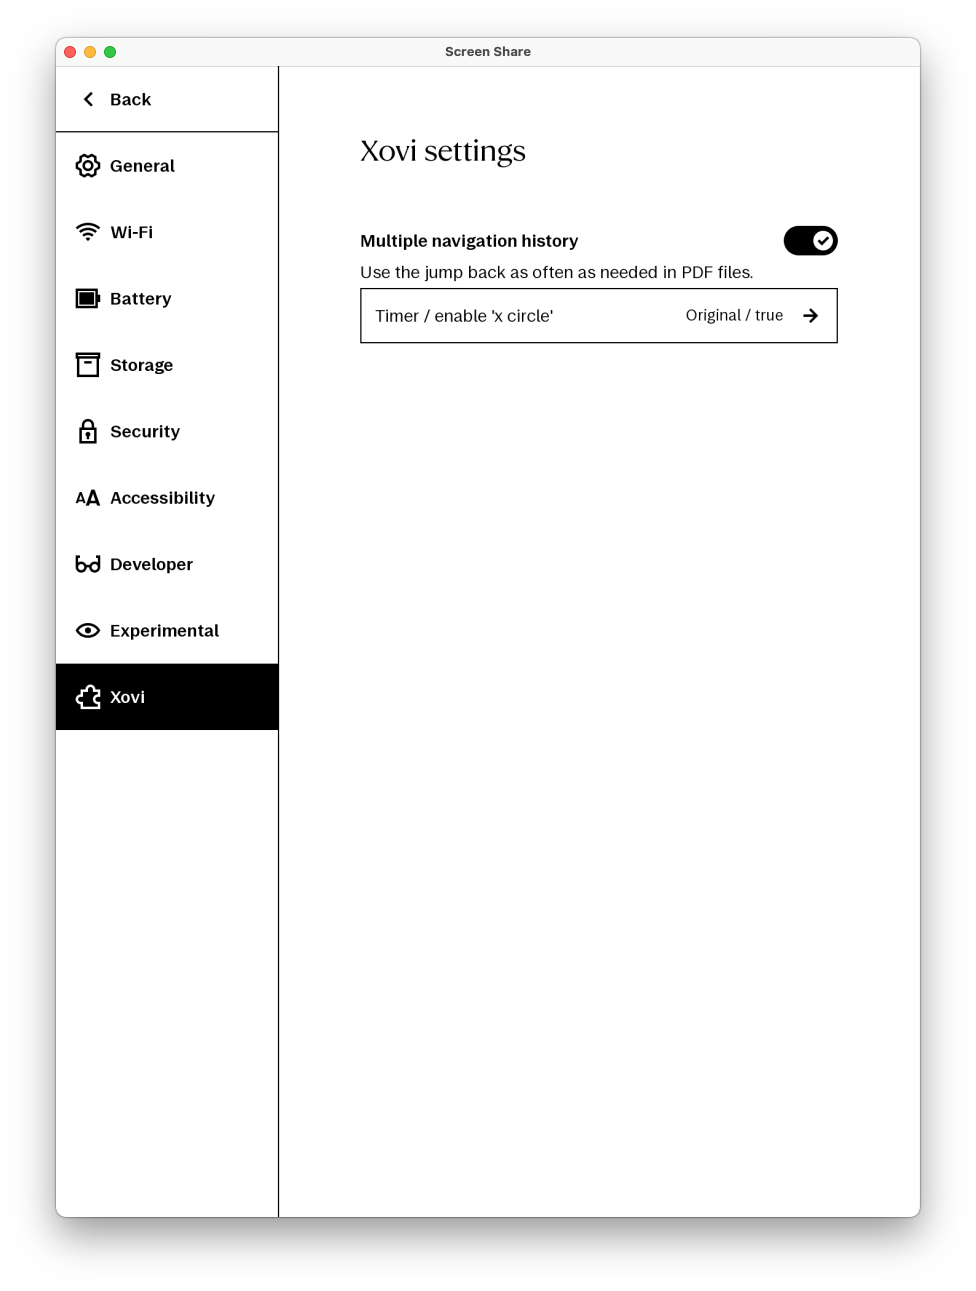 Screen Share
Back
General
Wi-Fi
Battery
Storage
Security
AA Accessibility
Developer
Experimental
Xovi
Xovi settings
Multiple navigation history
Use the jump back as often as needed in PDF files.
Timer / enable 'x circle' Original / true